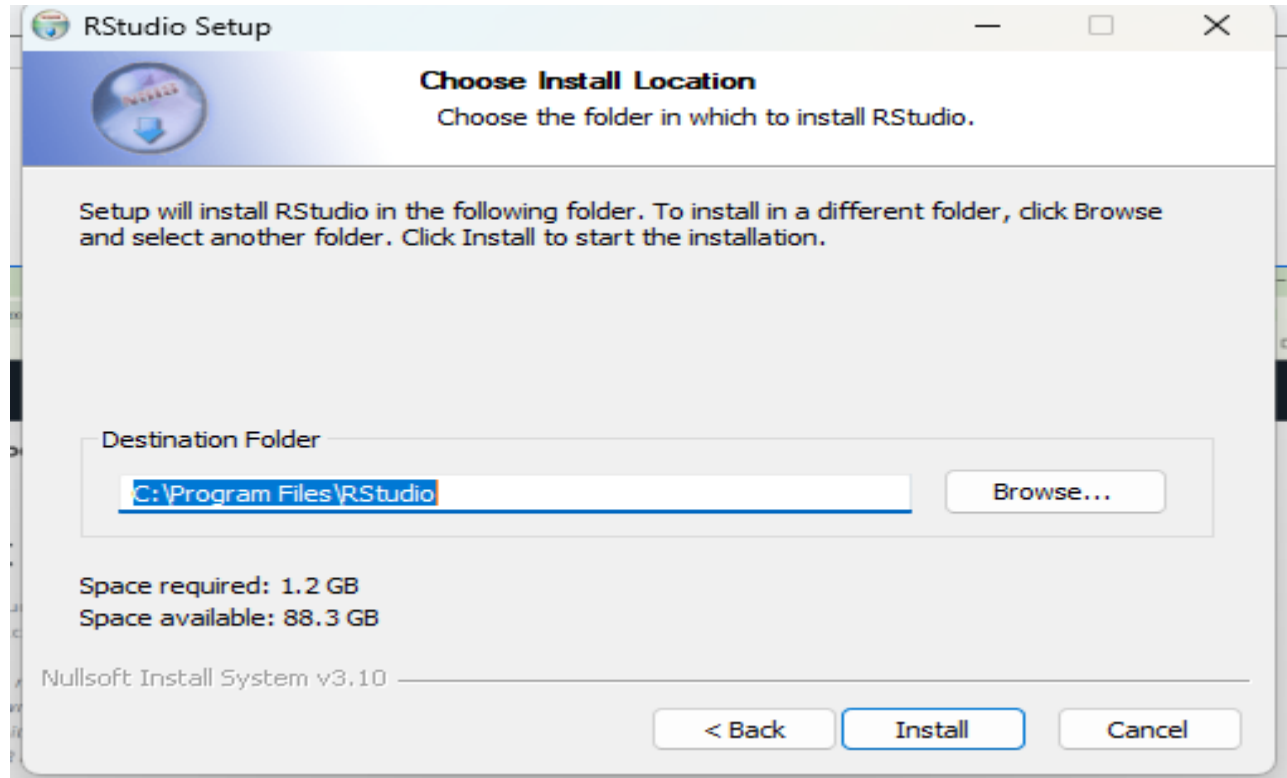 RStudio Setup
Choose Install Location
Choose the folder in which to install RStudio.
Setup will install RStudio in the following folder. To install in a different folder, click Browse
and select another folder. Click Install to start the installation.
Destination Folder
C:\Program Files\RStudio
Browse...
Space required: 1.2 GB
Space available: 88.3 GB
Nullsoft Install System v3.10
< Back
Install
Cancel